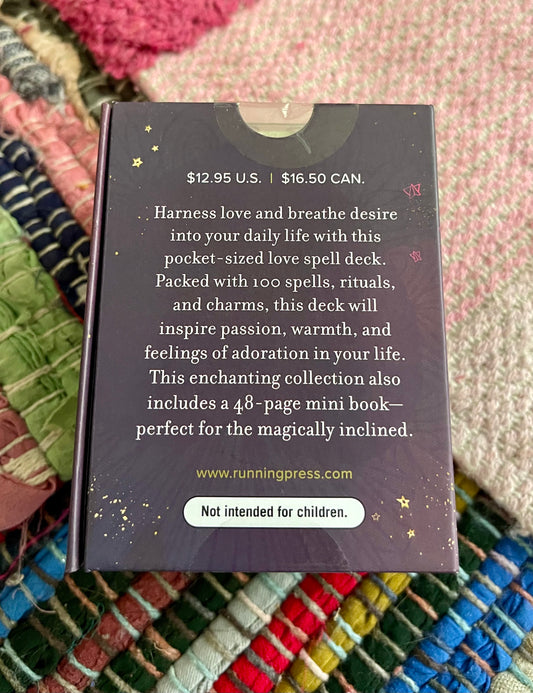 $12.95 U.S. | $16.50 CAN.
Harness love and breathe desire
into your daily life with this
pocket-sized love spell deck.
Packed with 100 spells, rituals,
and charms, this deck will
inspire passion, warmth, and
feelings of adoration in your life.
This enchanting collection also
includes a 48-page mini book—
perfect for the magically inclined.
www.runningpress.com
Not intended for children.